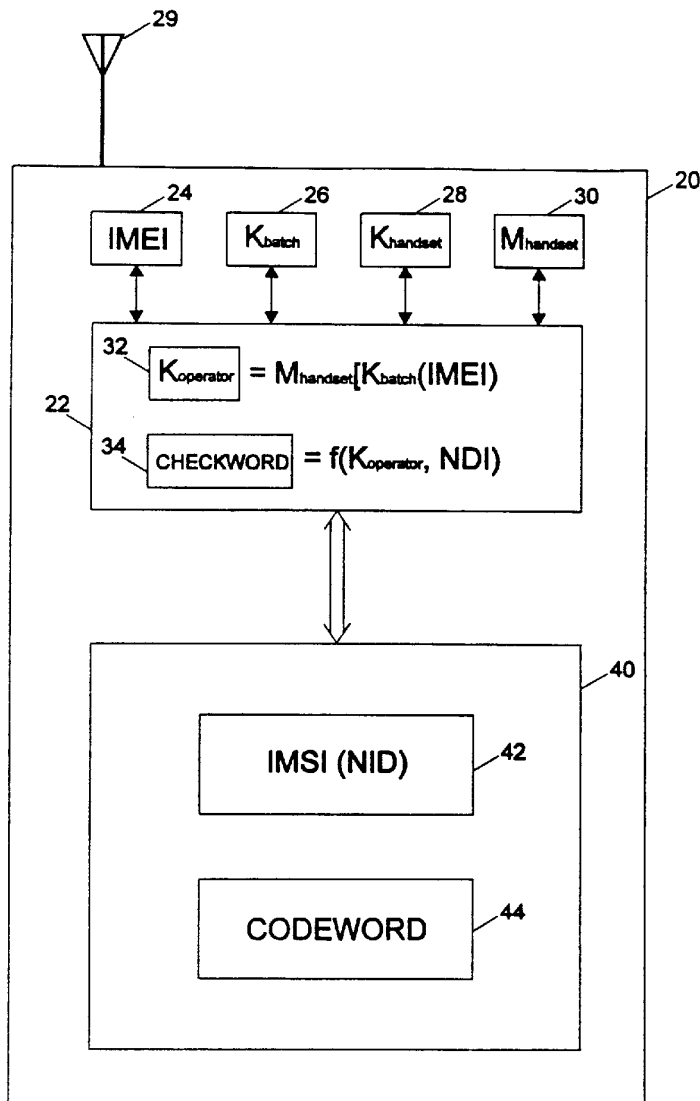 29
20
24
26
28
30
IMEI
Kbatch
Khandset
Mhandset
32
Koperator = Mhandset[Kbatch(IMEI)
22
34
CHECKWORD = f(Koperator, NDI)
40
IMSI (NID)
42
CODEWORD
44